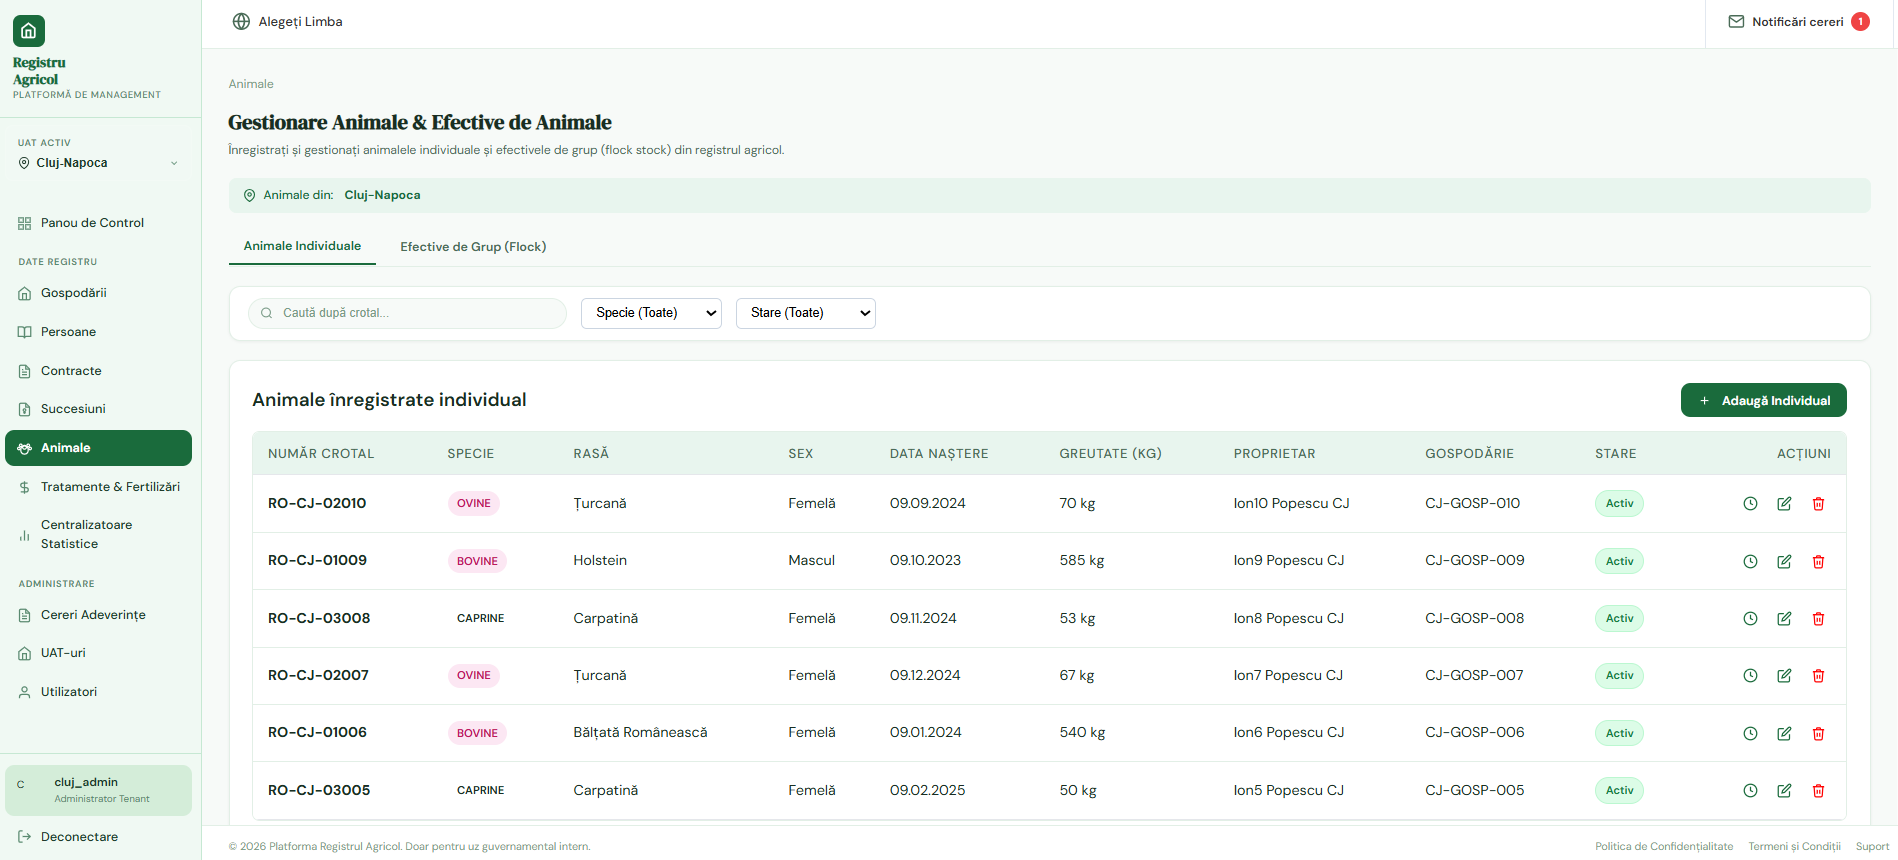 Registru
Agricol
PLATFORMĂ DE MANAGEMENT
UAT ACTIV
Cluj-Napoca
Panou de Control
DATE REGISTRU
Gospodării
Persoane
Contracte
Succesiuni
Animale
Tratamente & Fertilizări
Centralizatoare
Statistice
ADMINISTRARE
Cereri Adeverințe
UAT-uri
Utilizatori
C
cluj_admin
Administrator Tenant
Deconectare
Alegeți Limba
Notificări cereri 1
Animale
Gestionare Animale & Efective de Animale
Înregistrați și gestionați animalele individuale și efectivele de grup (flock stock) din registrul agricol.
Animale din: Cluj-Napoca
Animale Individuale Efective de Grup (Flock)
Caută după crotal... Specie (Toate) Stare (Toate)
Animale înregistrate individual
+ Adaugă Individual
NUMĂR CROTAL SPECIE RASĂ SEX DATA NAȘTERE GREUTATE (KG) PROPRIETAR GOSPODĂRIE STARE ACȚIUNI
RO-CJ-02010 OVINE Țurcană Femelă 09.09.2024 70 kg Ion10 Popescu CJ CJ-GOSP-010 Activ
RO-CJ-01009 BOVINE Holstein Mascul 09.10.2023 585 kg Ion9 Popescu CJ CJ-GOSP-009 Activ
RO-CJ-03008 CAPRINE Carpatină Femelă 09.11.2024 53 kg Ion8 Popescu CJ CJ-GOSP-008 Activ
RO-CJ-02007 OVINE Țurcană Femelă 09.12.2024 67 kg Ion7 Popescu CJ CJ-GOSP-007 Activ
RO-CJ-01006 BOVINE Bălțată Românească Femelă 09.01.2024 540 kg Ion6 Popescu CJ CJ-GOSP-006 Activ
RO-CJ-03005 CAPRINE Carpatină Femelă 09.02.2025 50 kg Ion5 Popescu CJ CJ-GOSP-005 Activ
© 2026 Platforma Registrul Agricol. Doar pentru uz guvernamental intern.
Politica de Confidențialitate Termeni și Condiții Suport